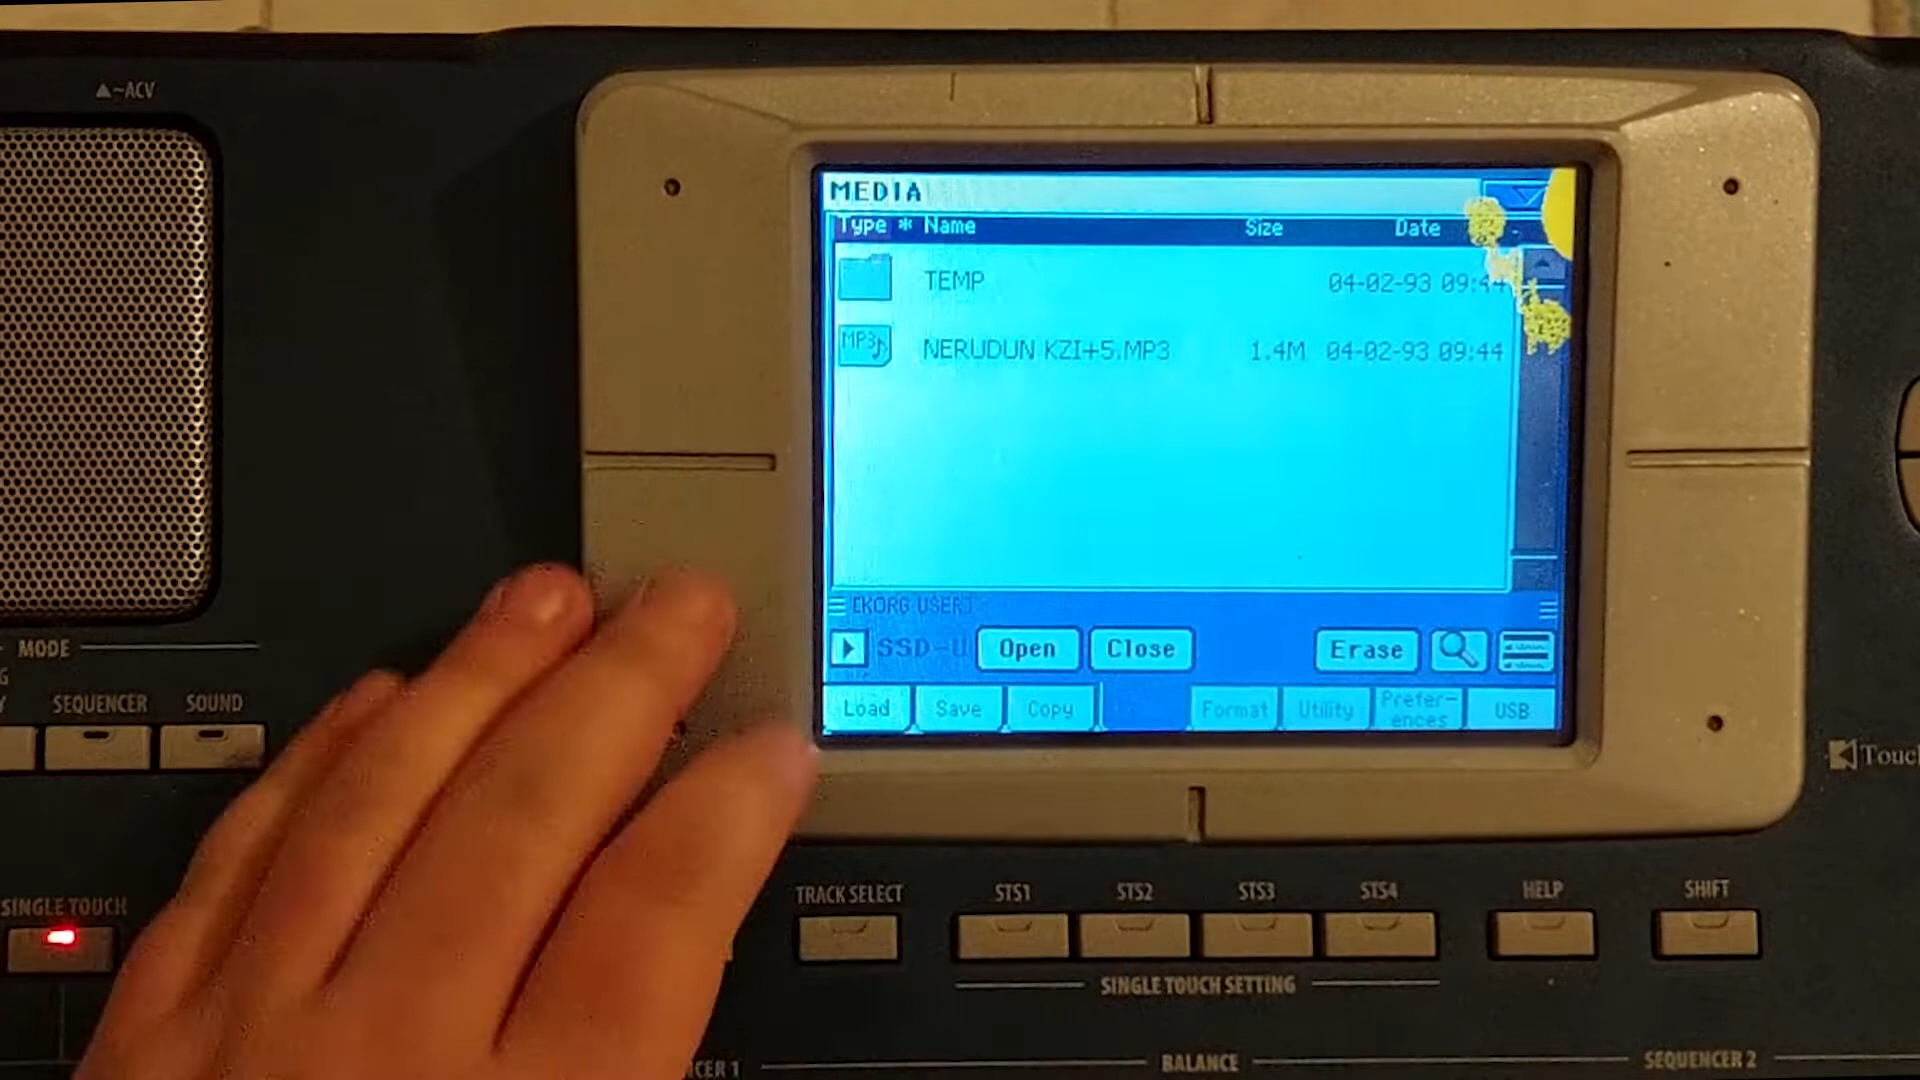 ▲~ACV
MEDIA
Type * Name Size Date
TEMP 04-02-93 09:44
MP3 NERUDUN KZI+5.MP3 1.4M 04-02-93 09:44
[KORG USER]
SSD-U Open Close Erase
Load Save Copy Format Utility Prefer-
ences USB
MODE
SEQUENCER SOUND
Touch
SINGLE TOUCH TRACK SELECT STS1 STS2 STS3 STS4 HELP SHIFT
SINGLE TOUCH SETTING
BALANCE SEQUENCER 2